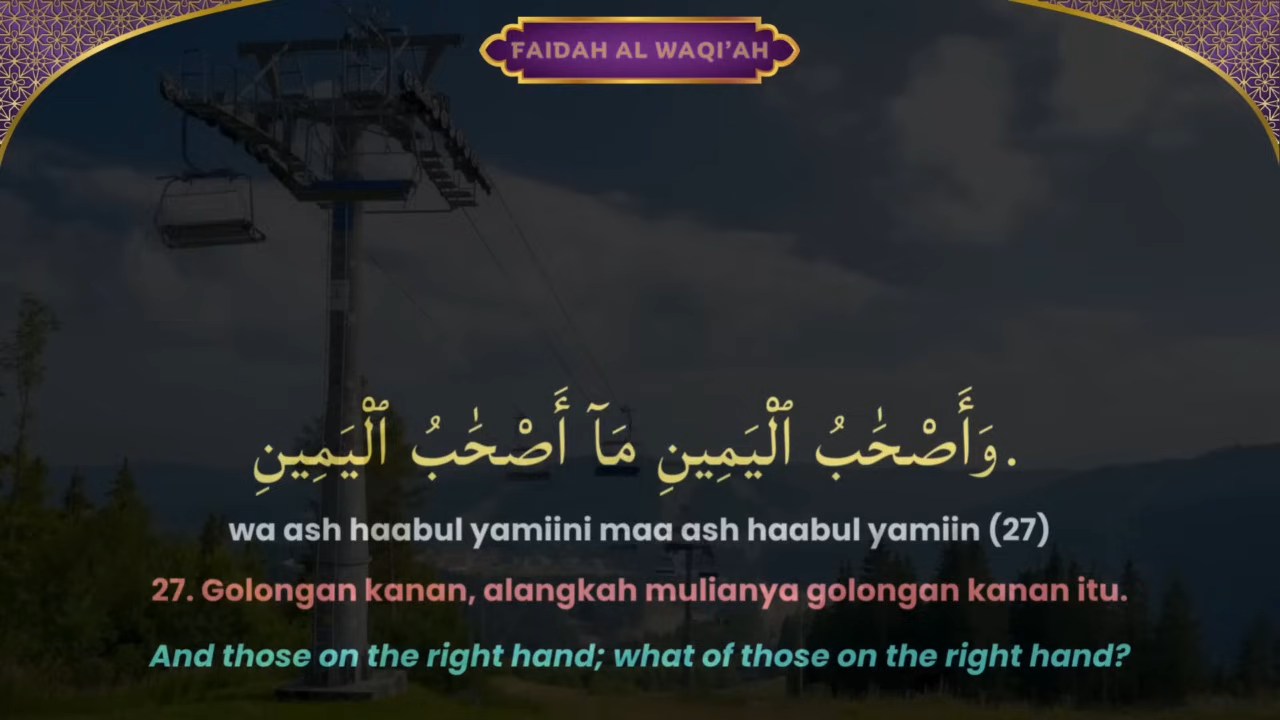 FAIDAH AL WAQI’AH
وَأَصْحَٰبُ ٱلْيَمِينِ مَآ أَصْحَٰبُ ٱلْيَمِينِ.
wa ash haabul yamiini maa ash haabul yamiin (27)
27. Golongan kanan, alangkah mulianya golongan kanan itu.
And those on the right hand; what of those on the right hand?